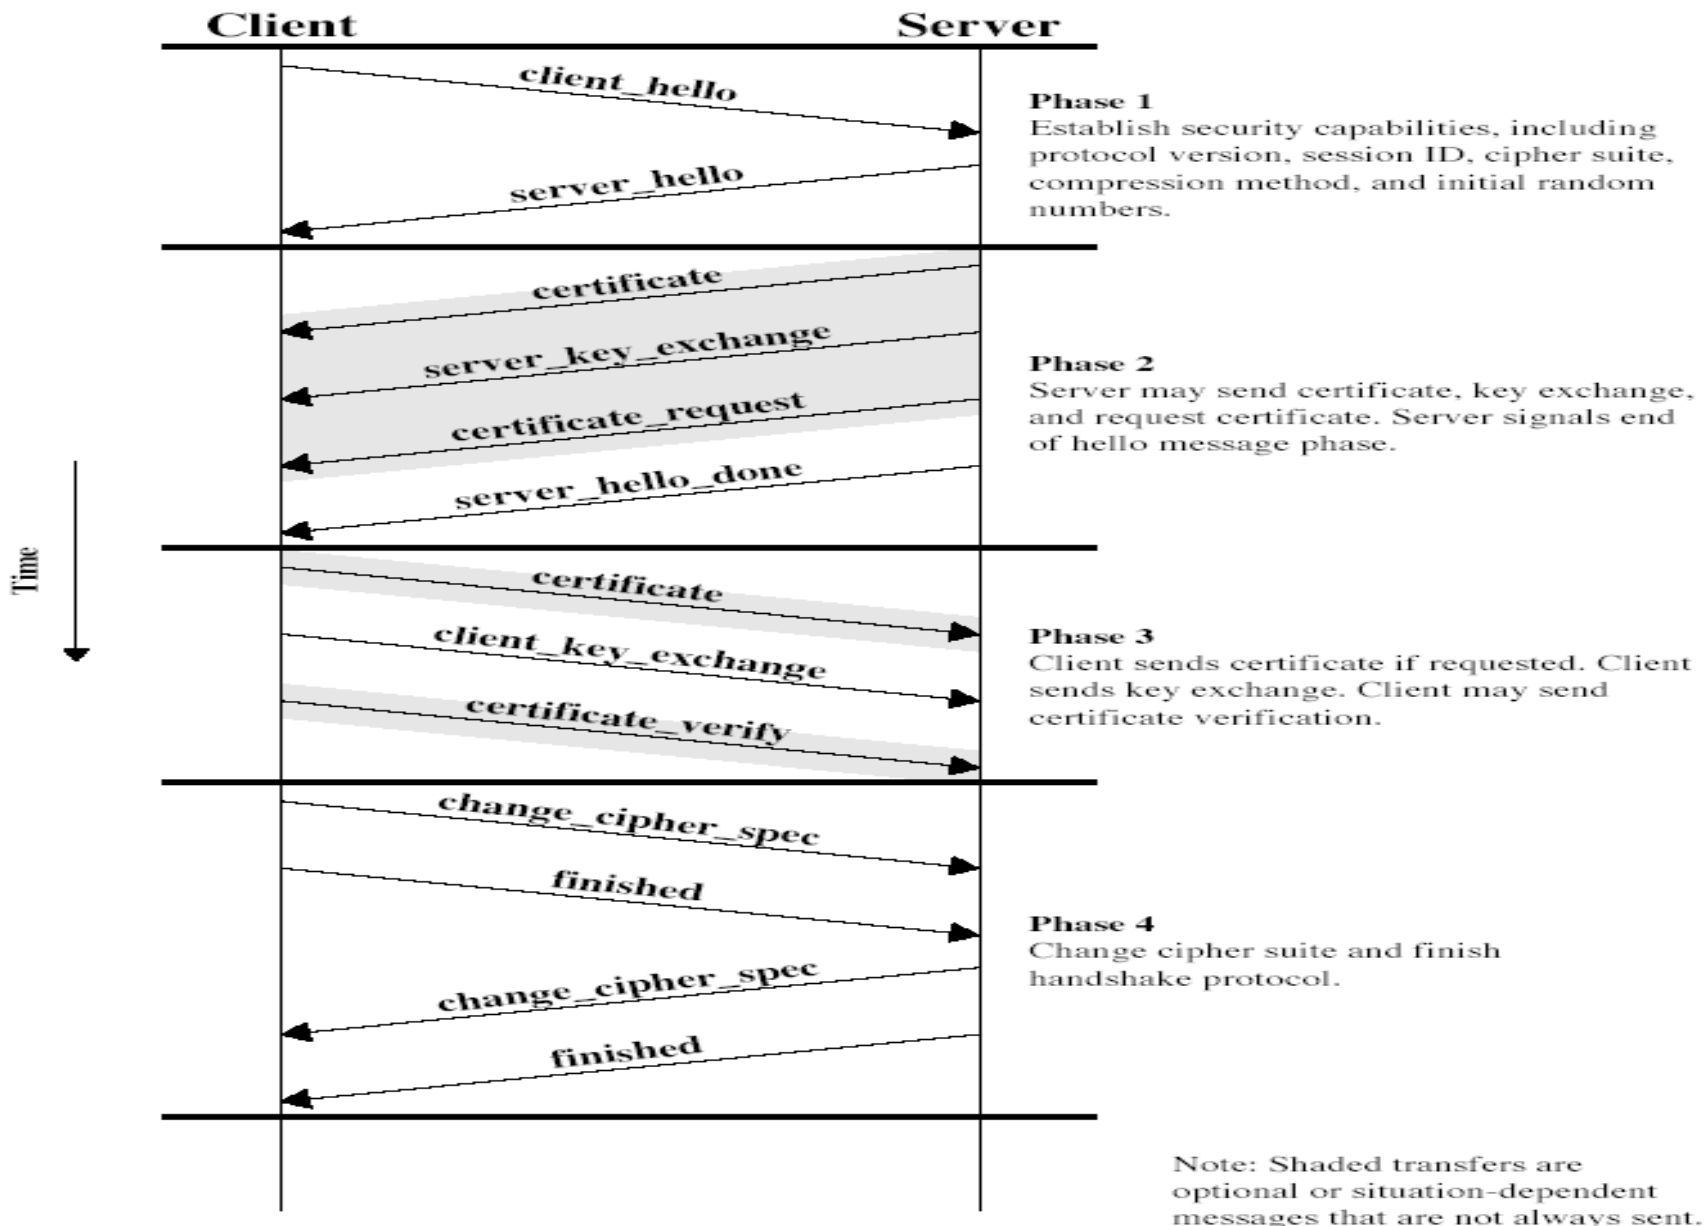 Client
Server
client_hello
server_hello
Phase 1
Establish security capabilities, including
protocol version, session ID, cipher suite,
compression method, and initial random
numbers.
certificate
server_key_exchange
certificate_request
server_hello_done
Phase 2
Server may send certificate, key exchange,
and request certificate. Server signals end
of hello message phase.
Time
certificate
client_key_exchange
certificate_verify
Phase 3
Client sends certificate if requested. Client
sends key exchange. Client may send
certificate verification.
change_cipher_spec
finished
change_cipher_spec
finished
Phase 4
Change cipher suite and finish
handshake protocol.
Note: Shaded transfers are
optional or situation-dependent
messages that are not always sent.